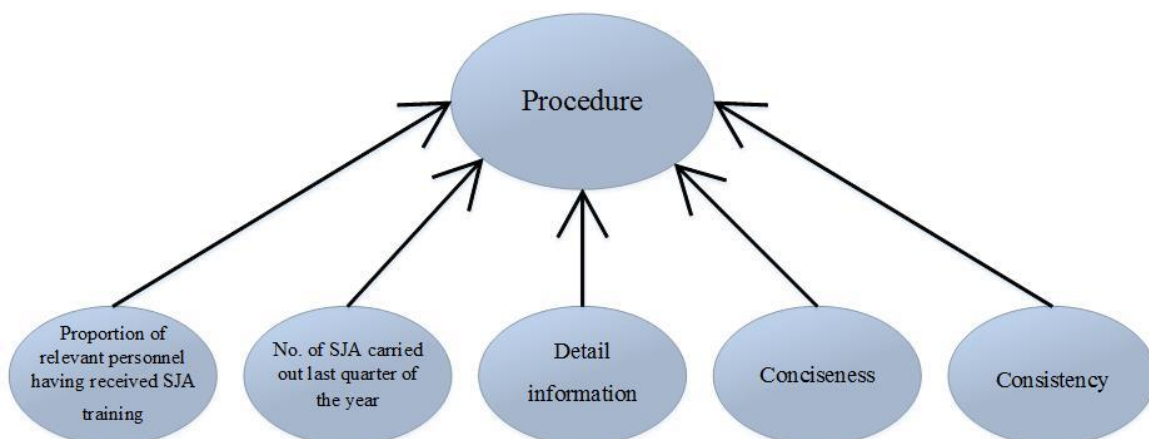 Procedure
Proportion of
relevant personnel
having received SJA
training
No. of SJA carried
out last quarter of
the year
Detail
information
Conciseness
Consistency